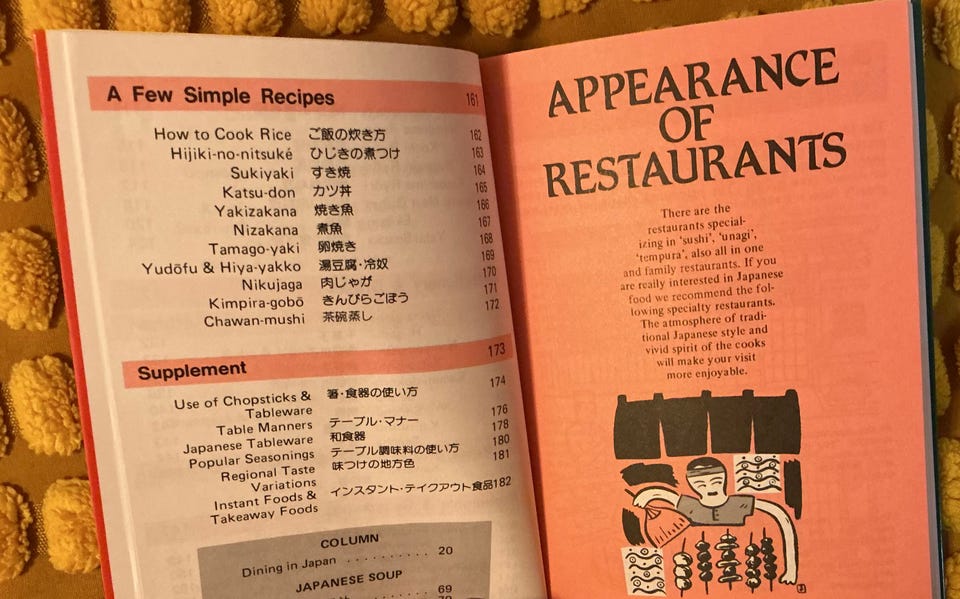 A Few Simple Recipes 161
How to Cook Rice ご飯の炊き方 162
Hijiki-no-nitsuké ひじきの煮つけ 163
Sukiyaki すき焼 164
Katsu-don カツ丼 165
Yakizakana 焼き魚 166
Nizakana 煮魚 167
Tamago-yaki 卵焼き 168
Yudōfu & Hiya-yakko 湯豆腐・冷奴 169
Nikujaga 肉じゃが 170
Kimpira-gobō きんぴらごぼう 171
Chawan-mushi 茶碗蒸し 172
Supplement 173
Use of Chopsticks & 箸・食器の使い方 174
Tableware
Table Manners テーブル・マナー 176
Japanese Tableware 和食器 178
Popular Seasonings テーブル調味料の使い方 180
Regional Taste 味つけの地方色 181
Variations
Instant Foods & インスタント・テイクアウト食品182
Takeaway Foods
COLUMN
Dining in Japan .......... 20
JAPANESE SOUP
69
APPEARANCE
OF
RESTAURANTS
There are the
restaurants special-
izing in ‘sushi’, ‘unagi’,
‘tempura’, also all in one
and family restaurants. If you
are really interested in Japanese
food we recommend the fol-
lowing specialty restaurants.
The atmosphere of tradi-
tional Japanese style and
vivid spirit of the cooks
will make your visit
more enjoyable.